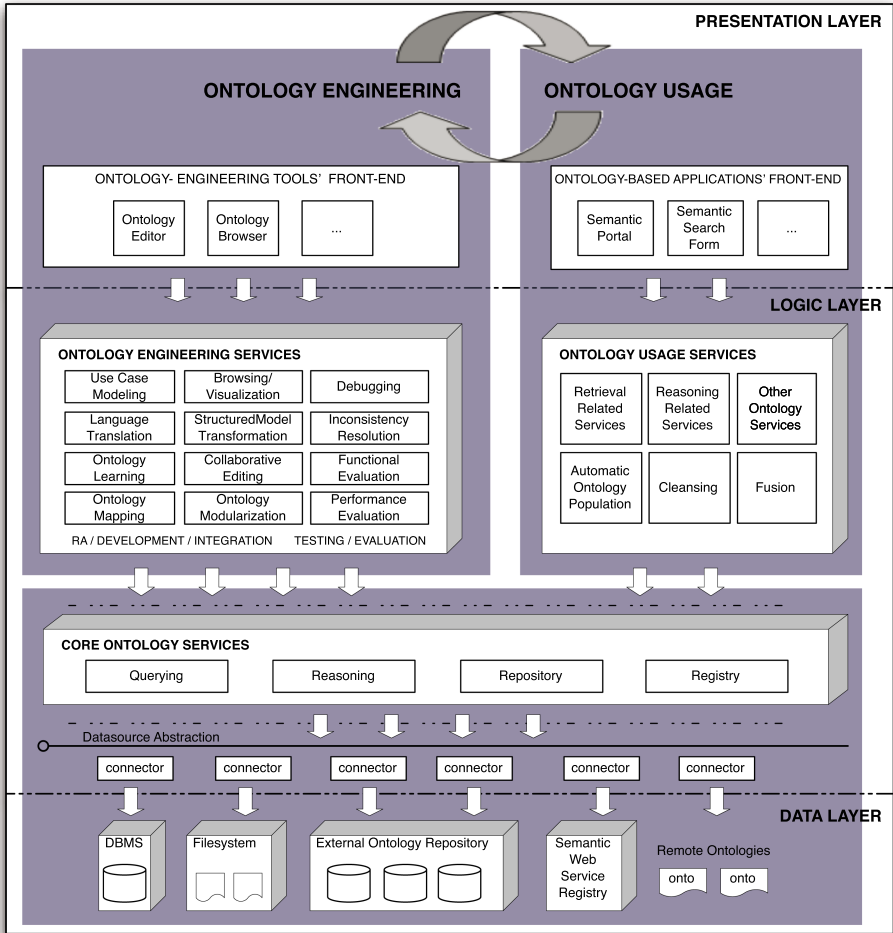 PRESENTATION LAYER
ONTOLOGY ENGINEERING
ONTOLOGY USAGE
ONTOLOGY- ENGINEERING TOOLS' FRONT-END
Ontology
Editor
Ontology
Browser
...
ONTOLOGY-BASED APPLICATIONS' FRONT-END
Semantic
Portal
Semantic
Search
Form
...
LOGIC LAYER
ONTOLOGY ENGINEERING SERVICES
Use Case
Modeling
Browsing/
Visualization
Debugging
Language
Translation
StructuredModel
Transformation
Inconsistency
Resolution
Ontology
Learning
Collaborative
Editing
Functional
Evaluation
Ontology
Mapping
Ontology
Modularization
Performance
Evaluation
RA / DEVELOPMENT / INTEGRATION
TESTING / EVALUATION
ONTOLOGY USAGE SERVICES
Retrieval
Related
Services
Reasoning
Related
Services
Other
Ontology
Services
Automatic
Ontology
Population
Cleansing
Fusion
CORE ONTOLOGY SERVICES
Querying
Reasoning
Repository
Registry
Datasource Abstraction
connector
connector
connector
connector
connector
connector
DATA LAYER
DBMS
Filesystem
External Ontology Repository
Semantic
Web
Service
Registry
Remote Ontologies
onto
onto